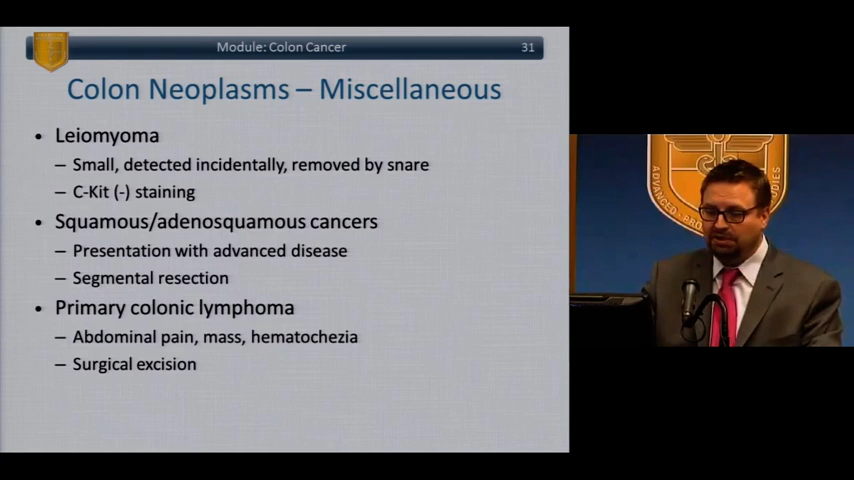 Module: Colon Cancer 31
Colon Neoplasms – Miscellaneous
• Leiomyoma
– Small, detected incidentally, removed by snare
– C-Kit (-) staining
• Squamous/adenosquamous cancers
– Presentation with advanced disease
– Segmental resection
• Primary colonic lymphoma
– Abdominal pain, mass, hematochezia
– Surgical excision
ADVANCED